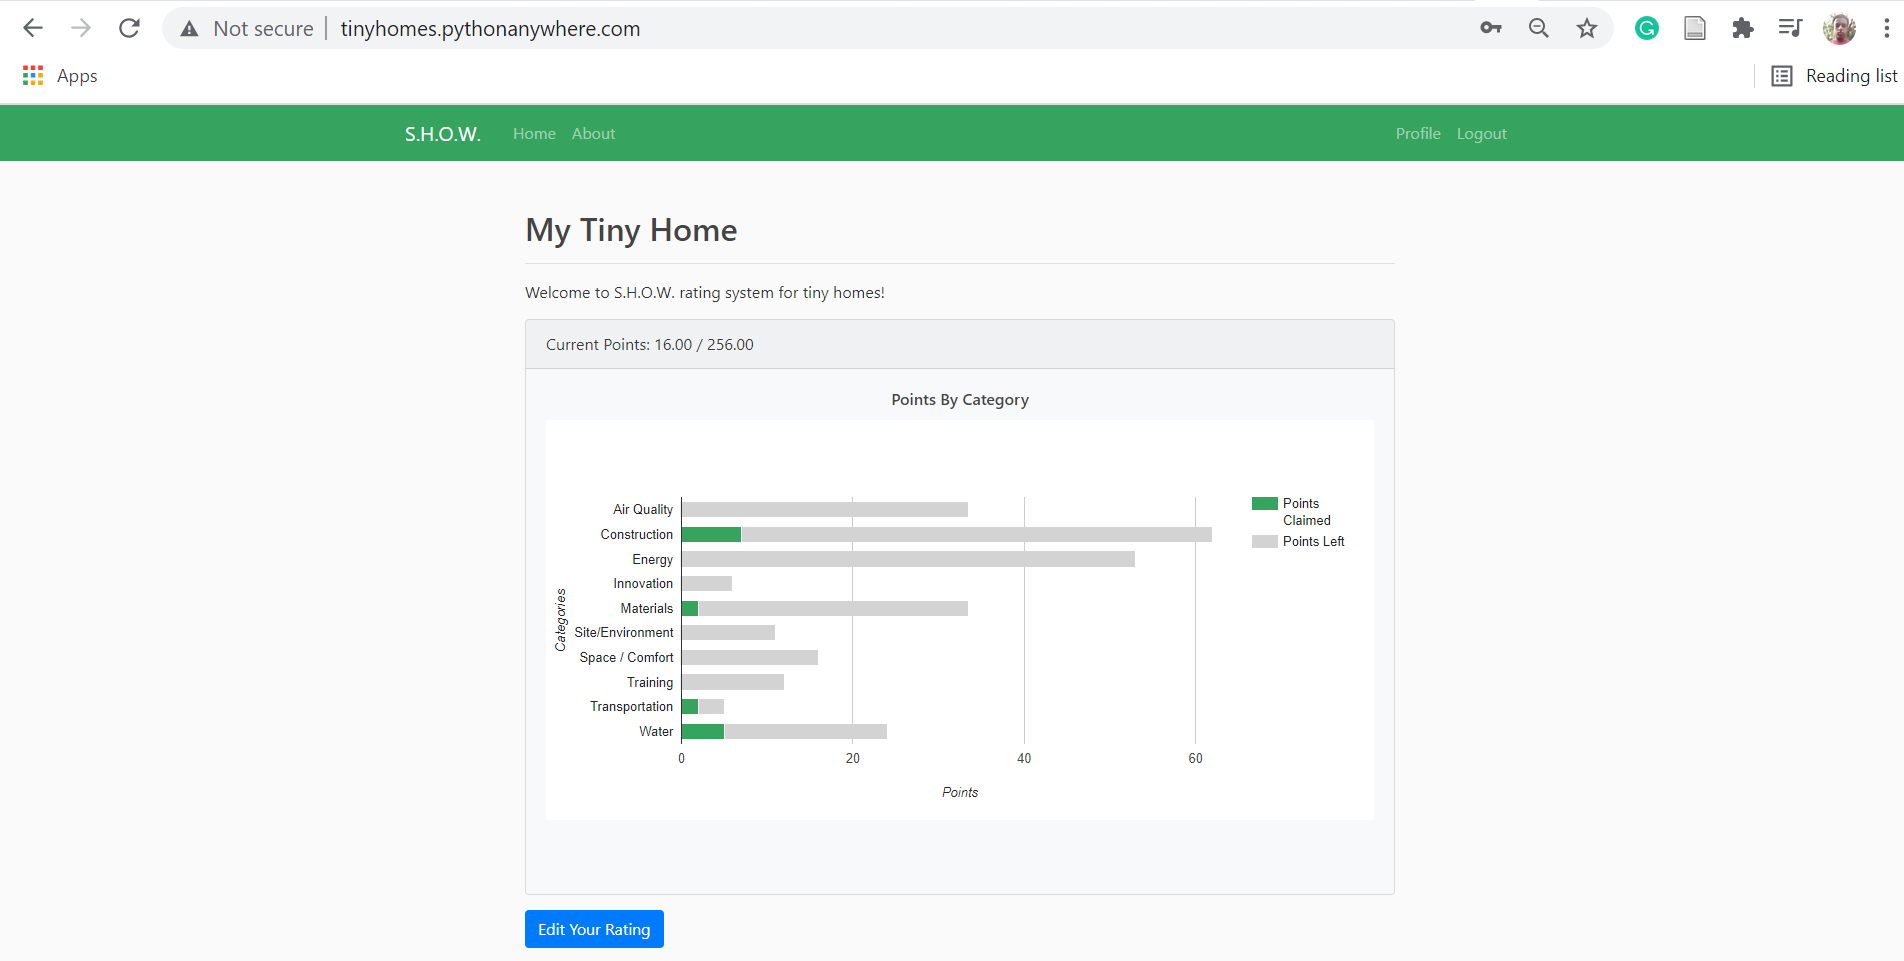 Not secure | tinyhomes.pythonanywhere.com
Apps
Reading list
S.H.O.W. Home About Profile Logout
My Tiny Home
Welcome to S.H.O.W. rating system for tiny homes!
Current Points: 16.00 / 256.00
Points By Category
Air Quality
Construction
Energy
Innovation
Materials
Site/Environment
Space / Comfort
Training
Transportation
Water
Categories
0 20 40 60
Points
Points
Claimed
Points Left
Edit Your Rating